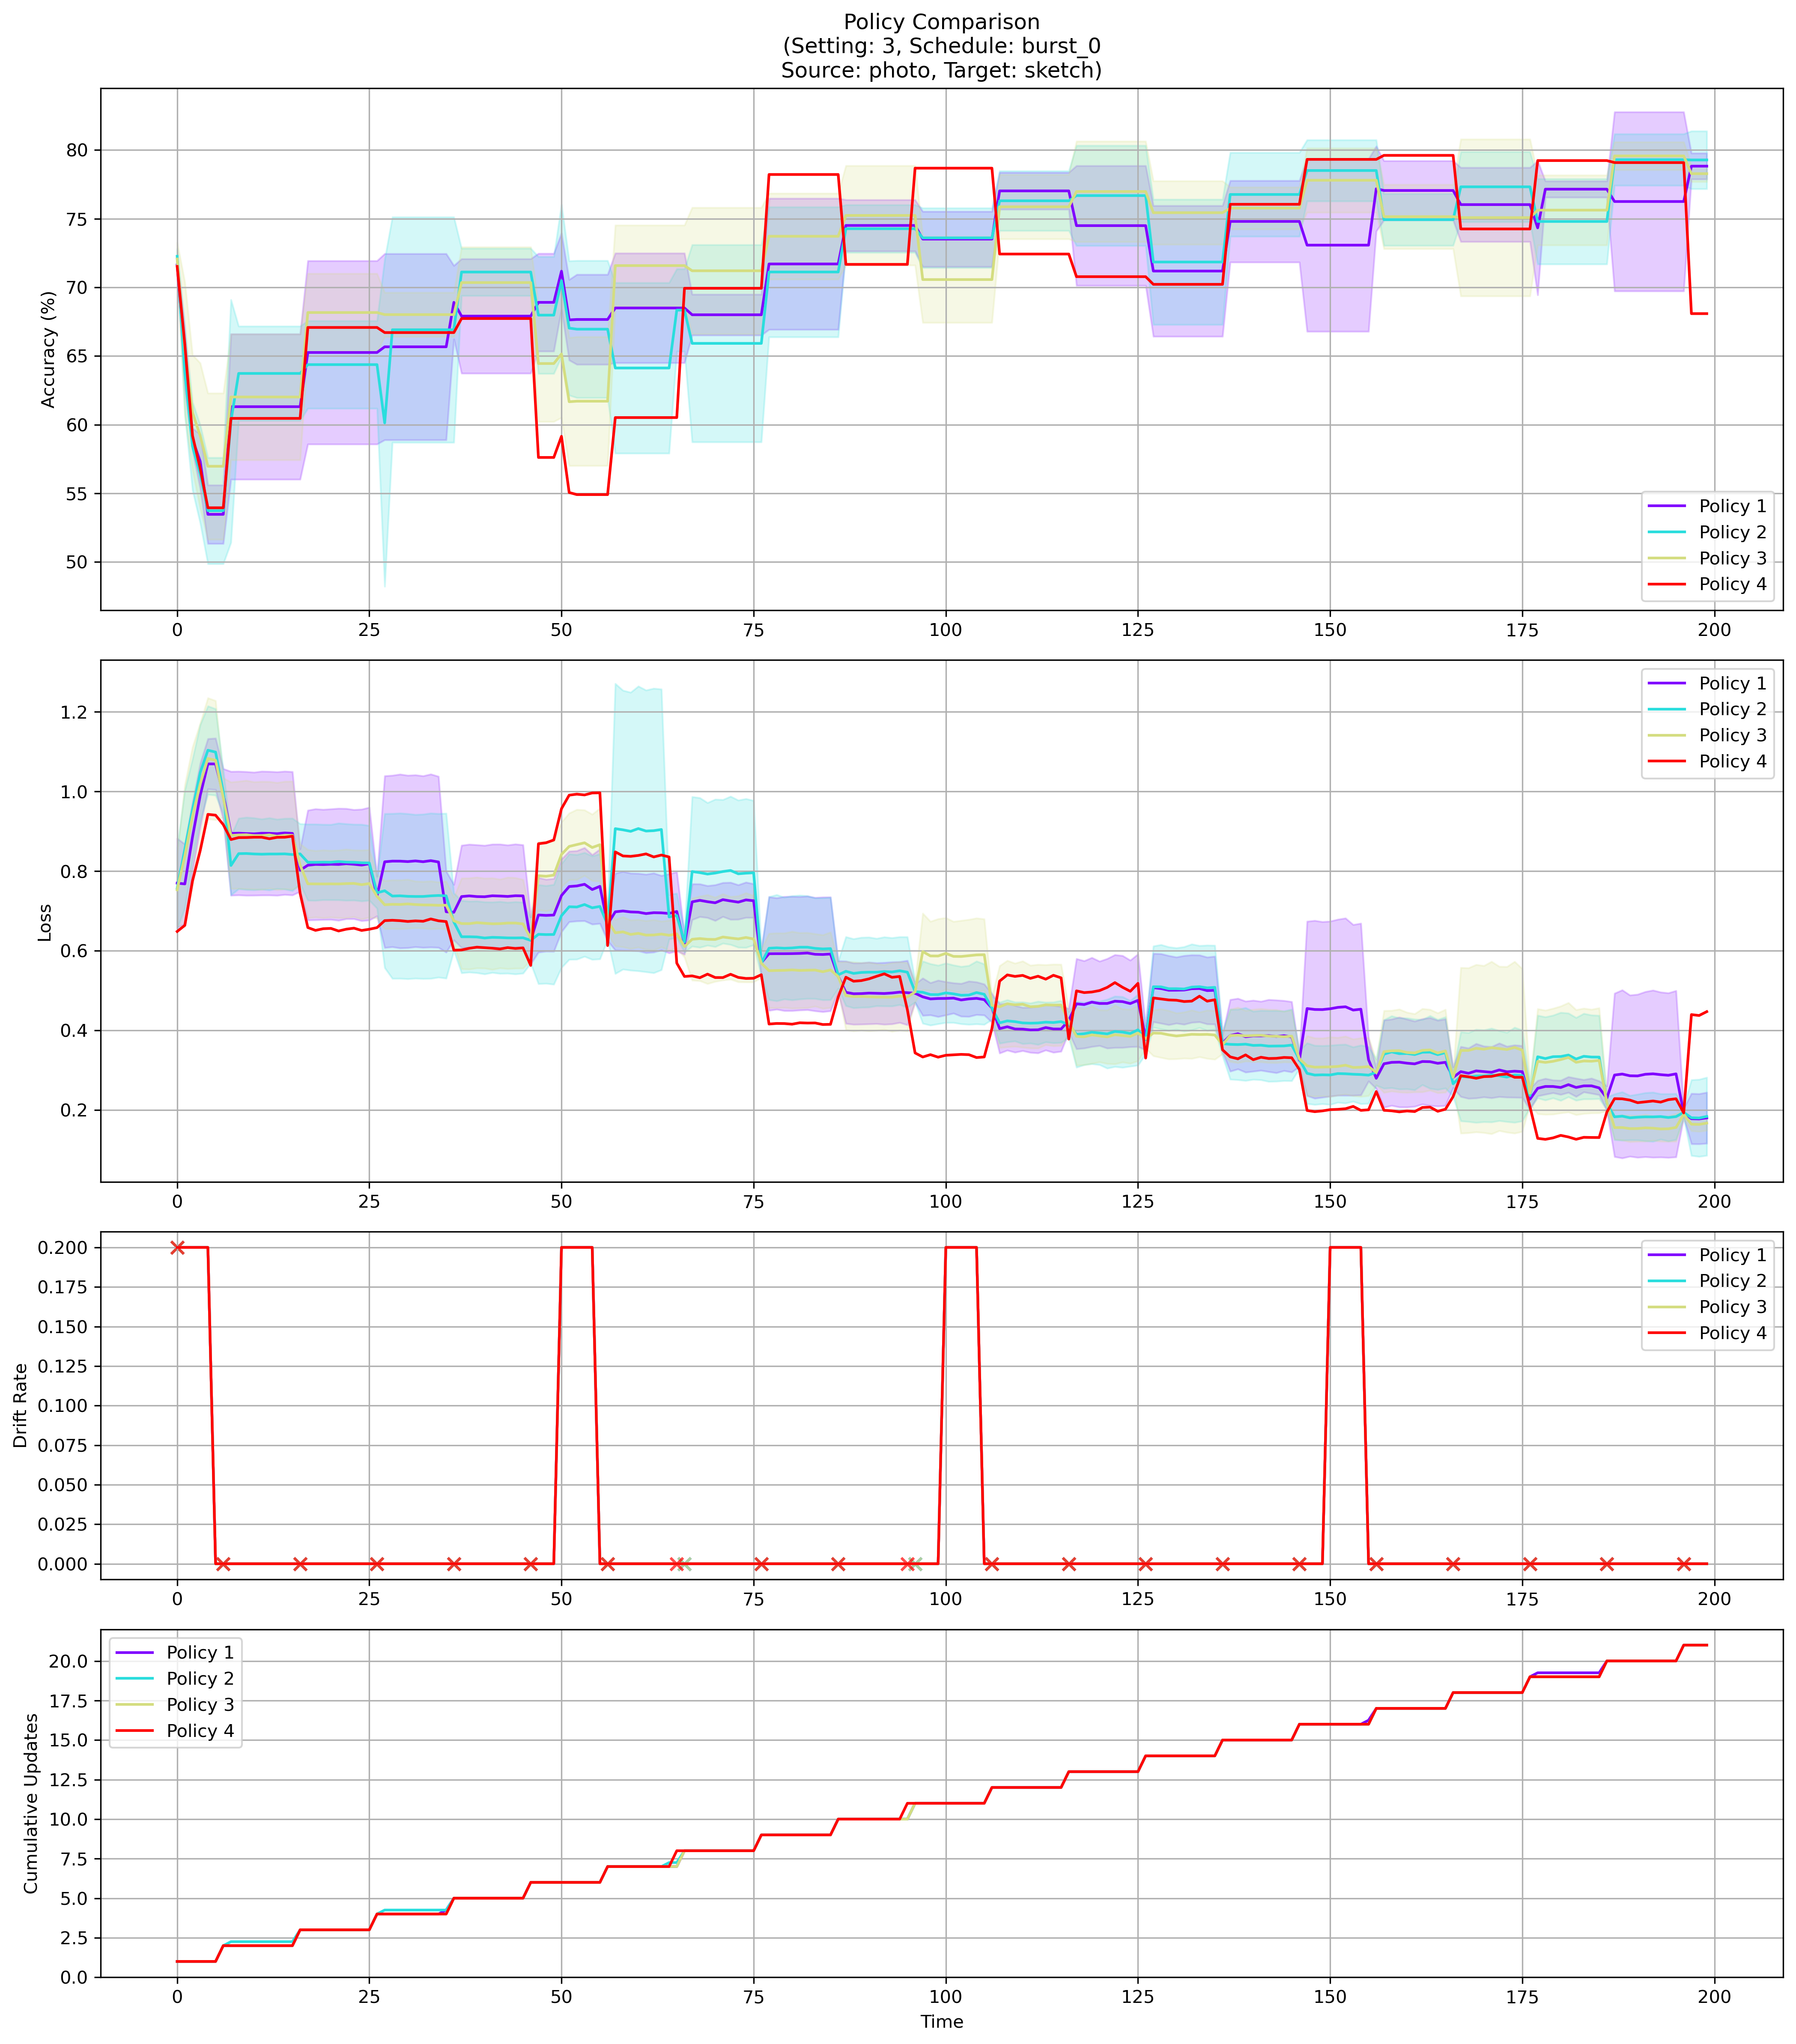 Policy Comparison
(Setting: 3, Schedule: burst_0
Source: photo, Target: sketch)
Accuracy (%)
80
75
70
65
60
55
50
0 25 50 75 100 125 150 175 200
Policy 1
Policy 2
Policy 3
Policy 4
Loss
1.2
1.0
0.8
0.6
0.4
0.2
0 25 50 75 100 125 150 175 200
Policy 1
Policy 2
Policy 3
Policy 4
Drift Rate
0.200
0.175
0.150
0.125
0.100
0.075
0.050
0.025
0.000
0 25 50 75 100 125 150 175 200
Policy 1
Policy 2
Policy 3
Policy 4
Cumulative Updates
20.0
17.5
15.0
12.5
10.0
7.5
5.0
2.5
0.0
0 25 50 75 100 125 150 175 200
Policy 1
Policy 2
Policy 3
Policy 4
Time